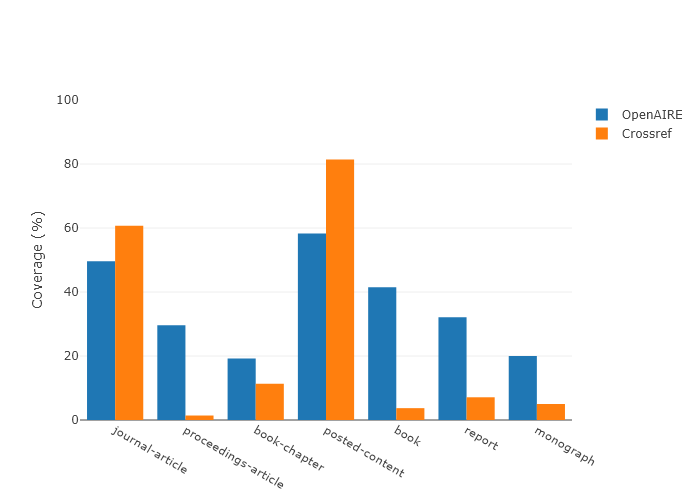 100
80
60
40
20
0
Coverage (%)
journal-article
proceedings-article
book-chapter
posted-content
book
report
monograph
OpenAIRE
Crossref